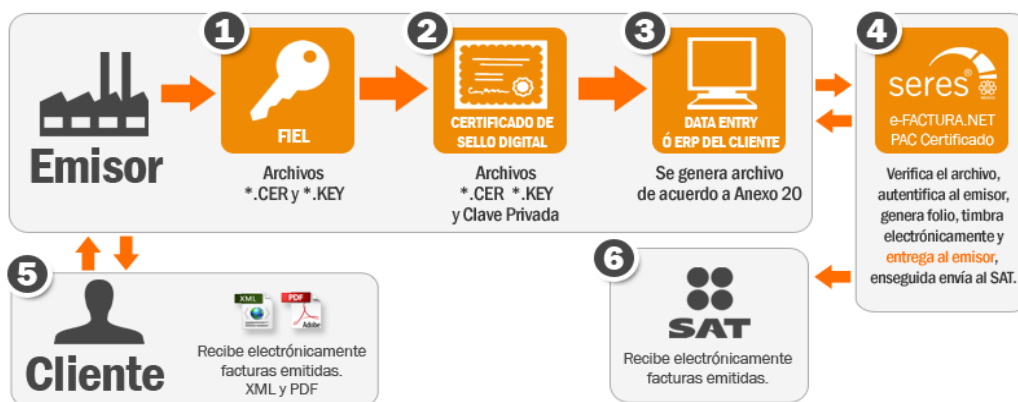 1
FIEL
Archivos
*.CER y *.KEY
2
CERTIFICADO DE
SELLO DIGITAL
Archivos
*.CER *.KEY
y Clave Privada
3
DATA ENTRY
Ó ERP DEL CLIENTE
Se genera archivo
de acuerdo a Anexo 20
Emisor
4
seres®
e-FACTURA.NET
PAC Certificado
Verifica el archivo,
autentifica al emisor,
genera folio, timbra
electrónicamente y
entrega al emisor,
enseguida envía al SAT.
5
Cliente
XML
PDF
Adobe
Recibe electrónicamente
facturas emitidas.
XML y PDF
6
SAT
Recibe electrónicamente
facturas emitidas.